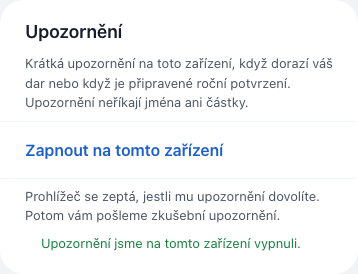 Upozornění
Krátká upozornění na toto zařízení, když dorazí váš
dar nebo když je připravené roční potvrzení.
Upozornění neříkají jména ani částky.
Zapnout na tomto zařízení
Prohlížeč se zeptá, jestli mu upozornění dovolíte.
Potom vám pošleme zkušební upozornění.
Upozornění jsme na tomto zařízení vypnuli.